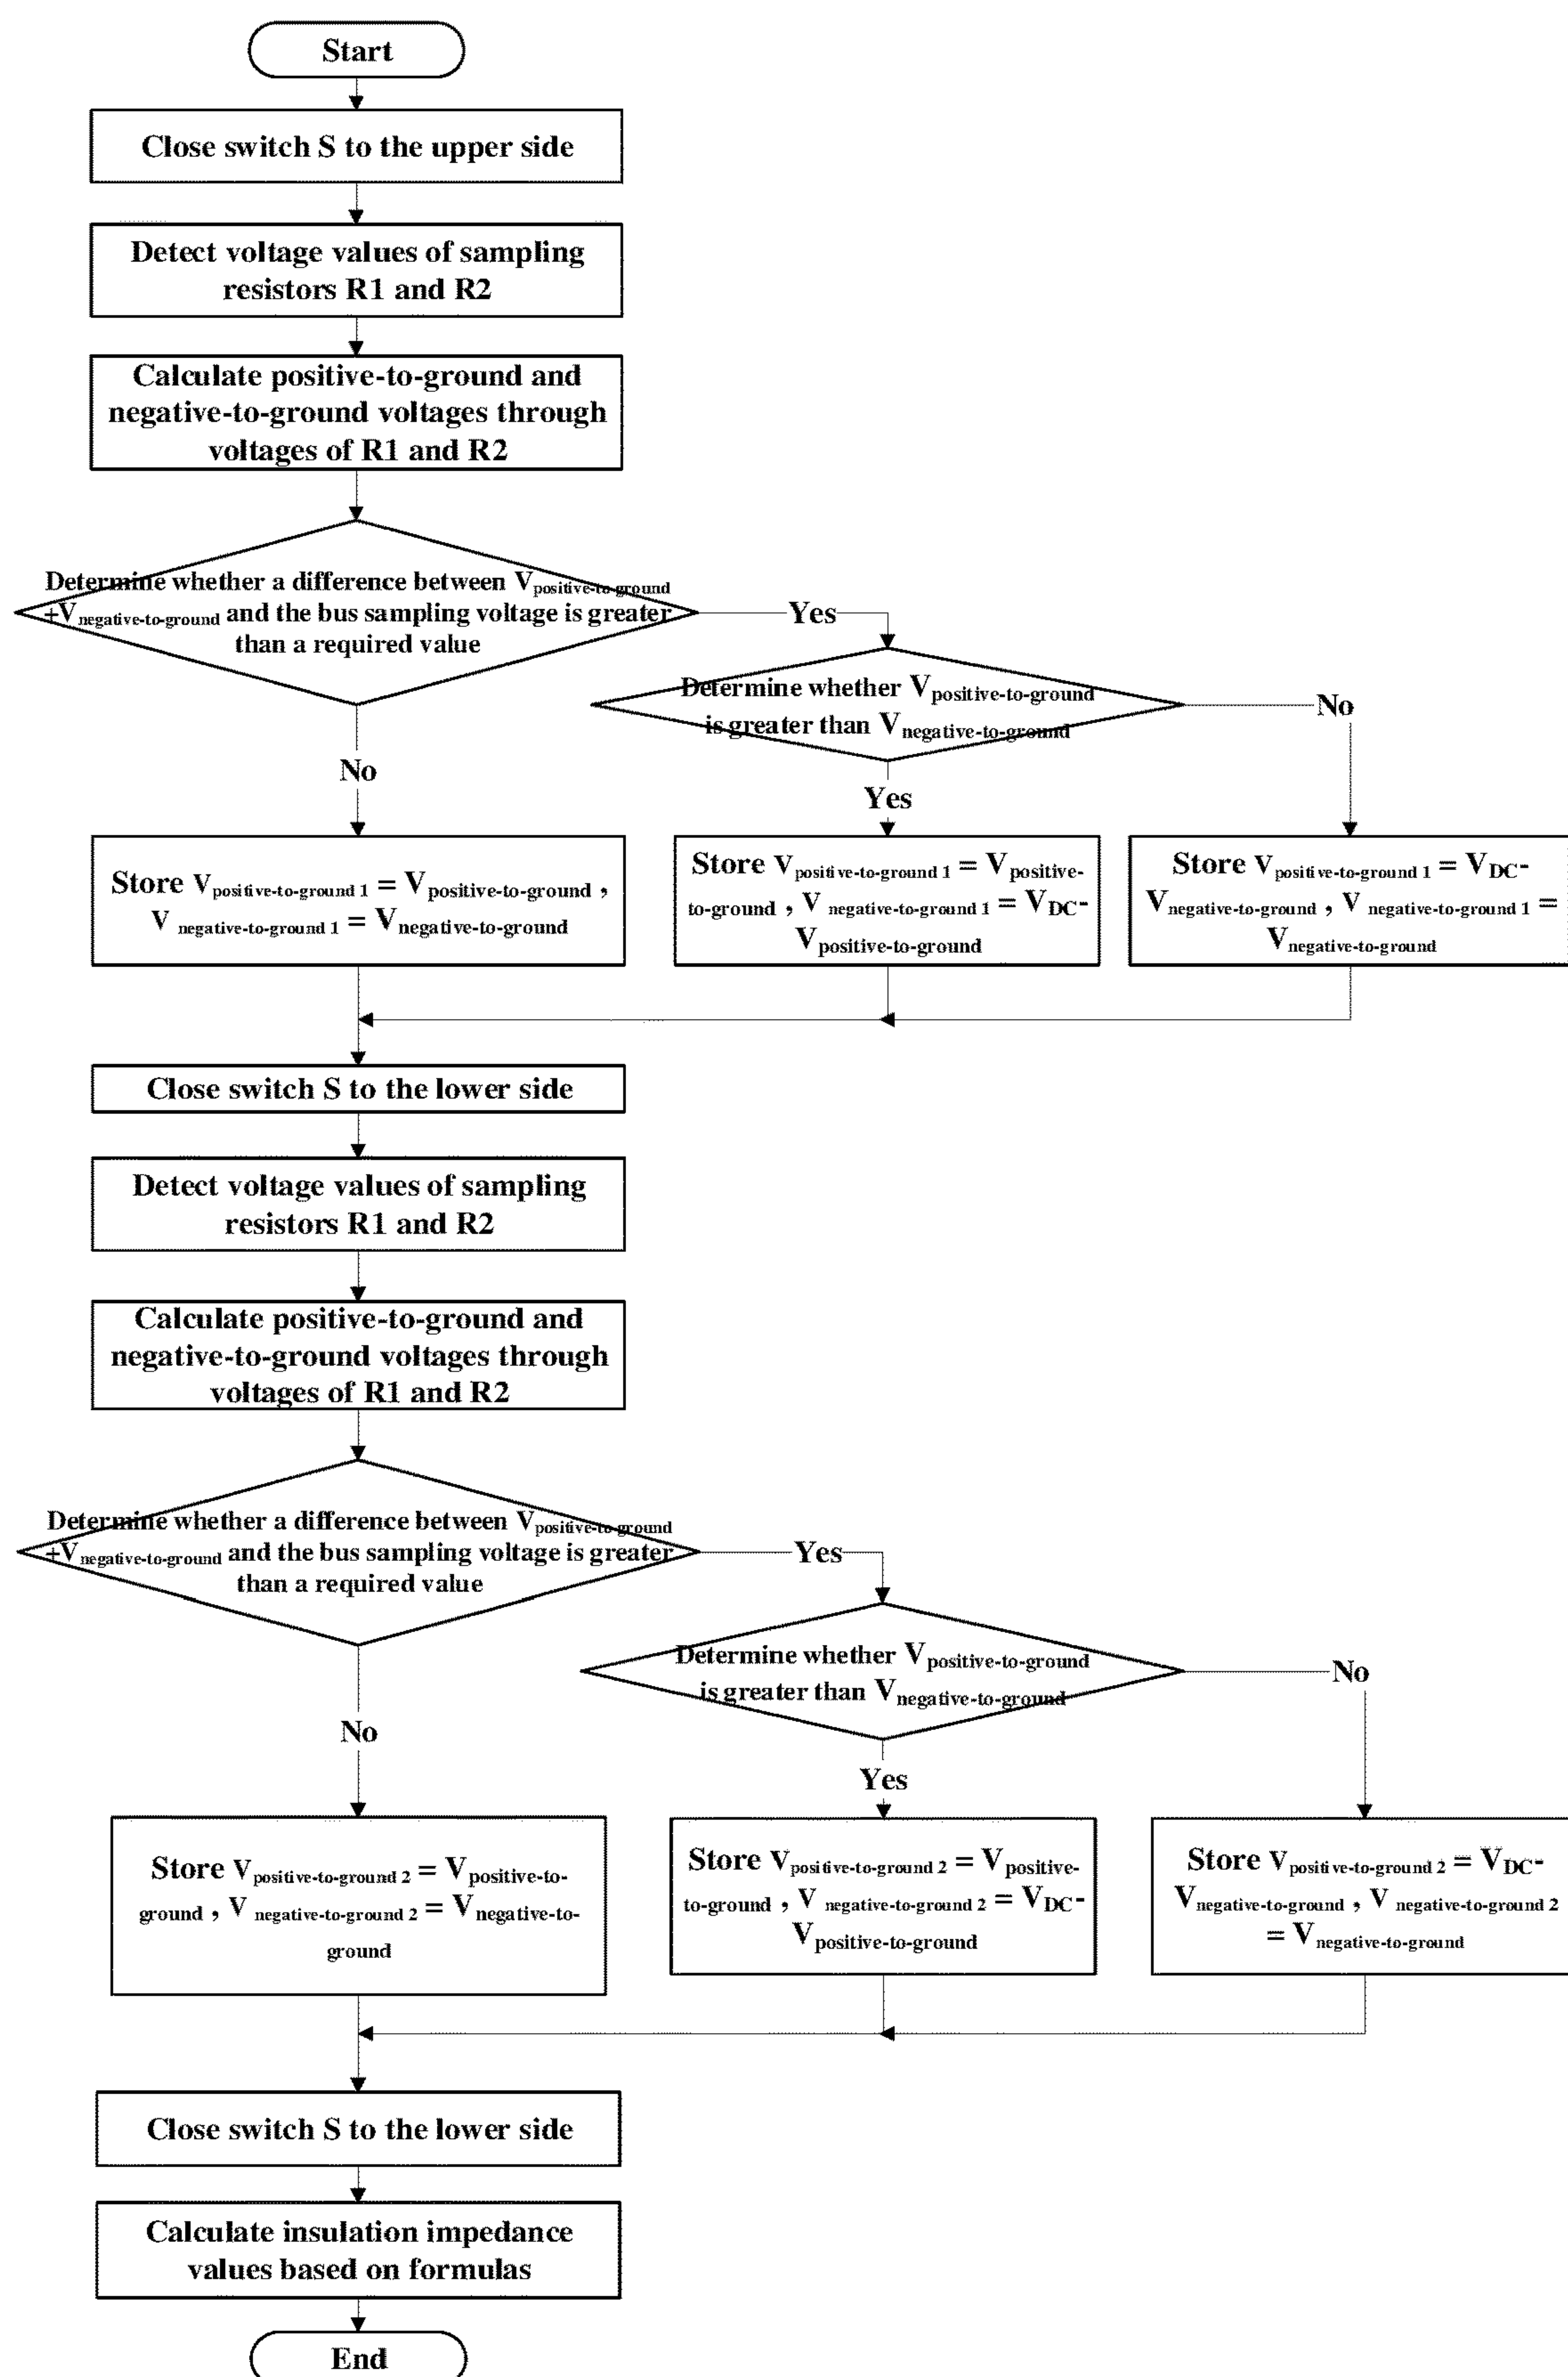 Start
Close switch S to the upper side
Detect voltage values of sampling
resistors R1 and R2
Calculate positive-to-ground and
negative-to-ground voltages through
voltages of R1 and R2
Determine whether a difference between Vpositive-to-ground
+Vnegative-to-ground and the bus sampling voltage is greater
than a required value
Yes
Determine whether Vpositive-to-ground
is greater than Vnegative-to-ground
No
No
Yes
Store Vpositive-to-ground 1 = Vpositive-to-ground ,
V negative-to-ground 1 = Vnegative-to-ground
Store Vpositive-to-ground 1 = Vpositive-
to-ground , V negative-to-ground 1 = VDC-
Vpositive-to-ground
Store Vpositive-to-ground 1 = VDC-
Vnegative-to-ground , V negative-to-ground 1 =
Vnegative-to-ground
Close switch S to the lower side
Detect voltage values of sampling
resistors R1 and R2
Calculate positive-to-ground and
negative-to-ground voltages through
voltages of R1 and R2
Determine whether a difference between Vpositive-to-ground
+Vnegative-to-ground and the bus sampling voltage is greater
than a required value
Yes
Determine whether Vpositive-to-ground
is greater than Vnegative-to-ground
No
No
Yes
Store Vpositive-to-ground 2 = Vpositive-to-
ground , V negative-to-ground 2 = Vnegative-to-
ground
Store Vpositive-to-ground 2 = Vpositive-
to-ground , V negative-to-ground 2 = VDC-
Vpositive-to-ground
Store Vpositive-to-ground 2 = VDC-
Vnegative-to-ground , V negative-to-ground 2
= Vnegative-to-ground
Close switch S to the lower side
Calculate insulation impedance
values based on formulas
End